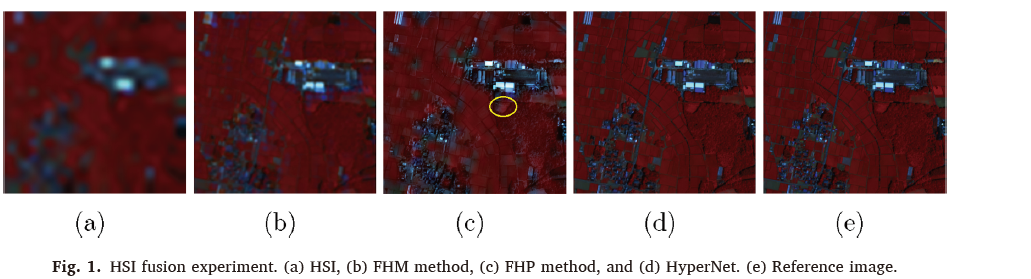 (a) (b) (c) (d) (e)
Fig. 1. HSI fusion experiment. (a) HSI, (b) FHM method, (c) FHP method, and (d) HyperNet. (e) Reference image.